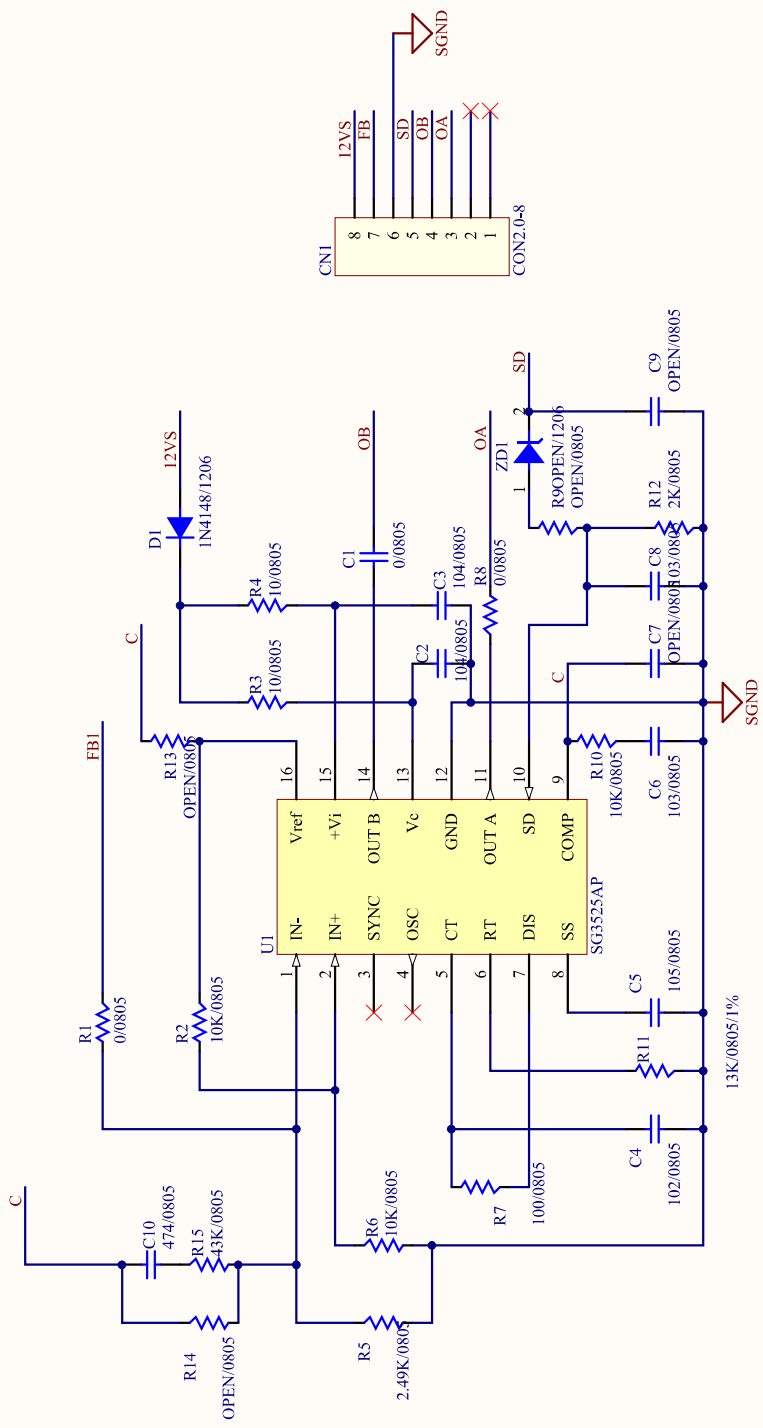 SGND
12VS
FB
SD
OB
OA
CN1
8
7
6
5
4
3
2
1
CON2.0-8
12VS
D1
1N4148/1206
OB
C1
0/0805
OA
R8
0/0805
SD
2
ZD1
1
R9
OPEN/1206
OPEN/0805
C9
OPEN/0805
R12
2K/0805
C8
103/0805
C7
OPEN/0805
R4
10/0805
R3
10/0805
C3
104/0805
C2
104/0805
C
C
FB1
R13
OPEN/0805
R10
10K/0805
C6
103/0805
SGND
16
15
14
13
12
11
10
9
Vref
+Vi
OUT B
Vc
GND
OUT A
SD
COMP
U1
IN-
IN+
SYNC
OSC
CT
RT
DIS
SS
SG3525AP
1
2
3
4
5
6
7
8
R1
0/0805
R2
10K/0805
C5
105/0805
R11
13K/0805/1%
C4
102/0805
R7
100/0805
C
C10
474/0805
R15
43K/0805
R14
OPEN/0805
R6
10K/0805
R5
2.49K/0805